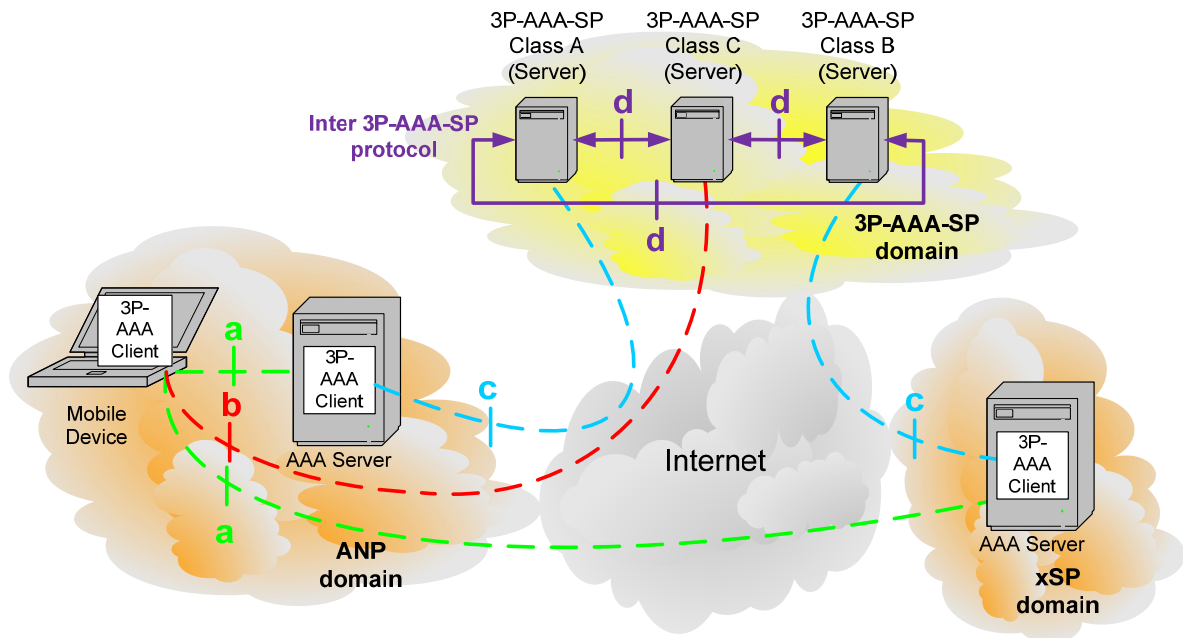 3P-AAA-SP
Class A
(Server)
3P-AAA-SP
Class C
(Server)
3P-AAA-SP
Class B
(Server)
d
d
Inter 3P-AAA-SP
protocol
d
3P-AAA-SP
domain
3P-
AAA
Client
Mobile
Device
a
b
a
3P-
AAA
Client
AAA Server
c
ANP
domain
Internet
c
3P-
AAA
Client
AAA Server
xSP
domain